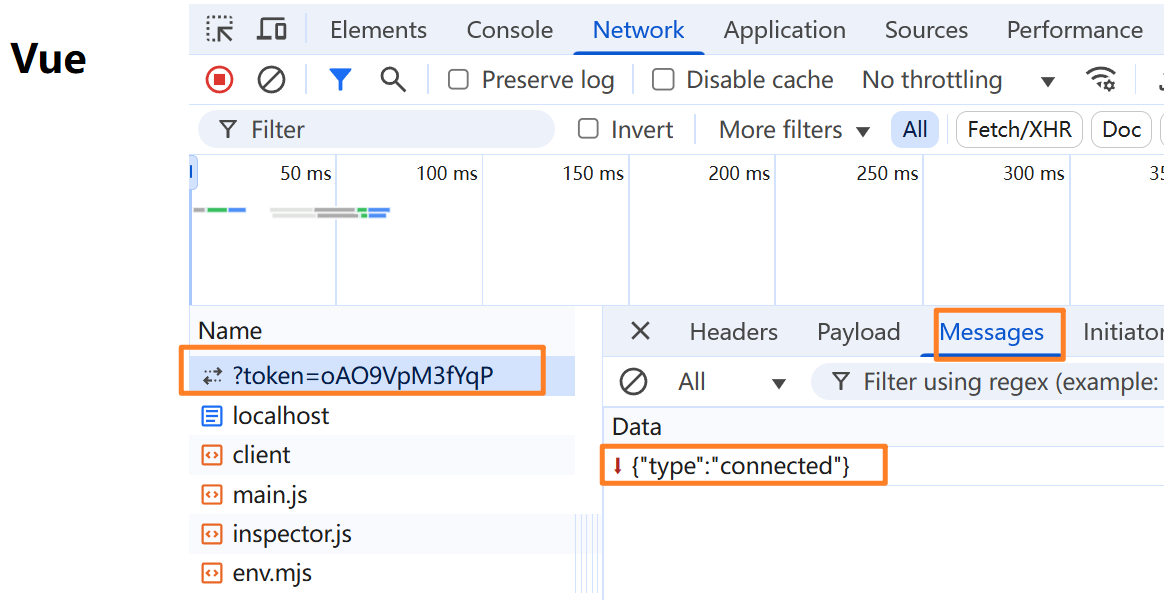 Vue
Elements Console Network Application Sources Performance
Preserve log Disable cache No throttling
Filter Invert More filters All Fetch/XHR Doc
50 ms 100 ms 150 ms 200 ms 250 ms 300 ms 35
Name
?token=oAO9VpM3fYqP
localhost
client
main.js
inspector.js
env.mjs
Headers Payload Messages Initiator
All Filter using regex (example:
Data
{"type":"connected"}